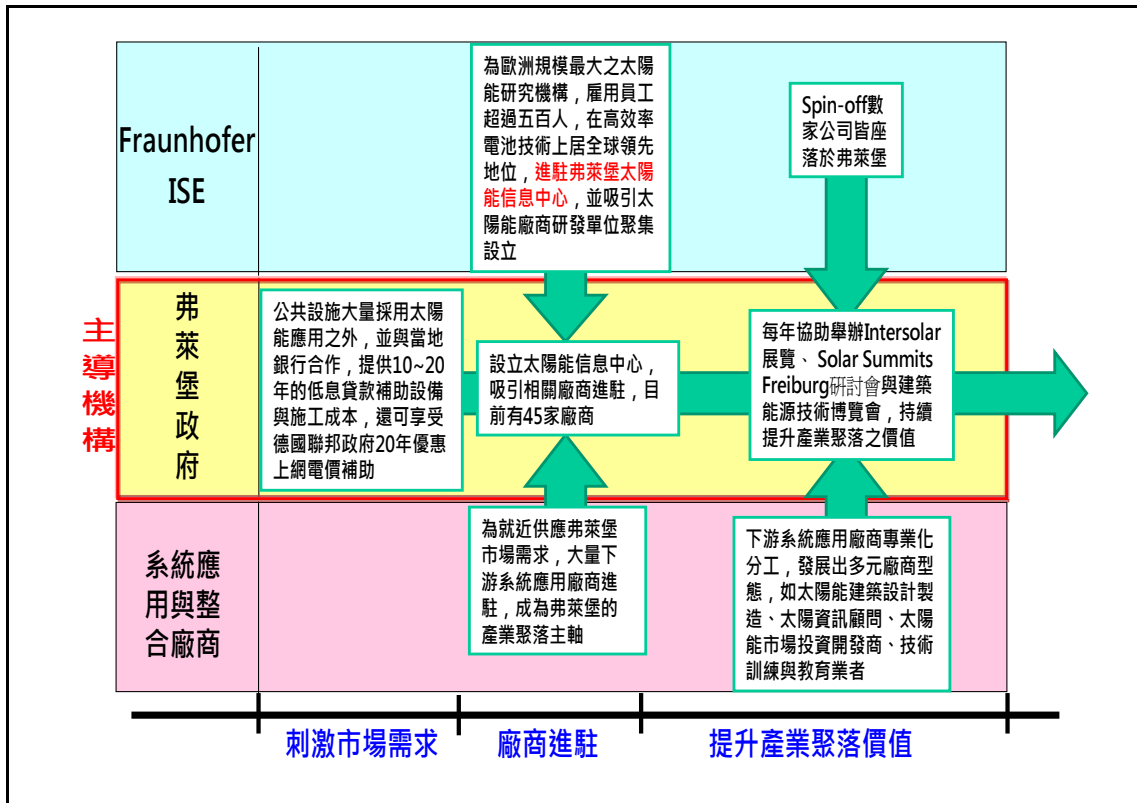 Fraunhofer
ISE
為歐洲規模最大之太陽
能研究機構，雇用員工
超過五百人，在高效率
電池技術上居全球領先
地位，進駐弗萊堡太陽
能信息中心，並吸引太
陽能廠商研發單位聚集
設立
Spin-off數
家公司皆座
落於弗萊堡
主導機構
弗
萊
堡
政
府
公共設施大量採用太陽
能應用之外，並與當地
銀行合作，提供10~20
年的低息貸款補助設備
與施工成本，還可享受
德國聯邦政府20年優惠
上網電價補助
設立太陽能信息中心，
吸引相關廠商進駐，目
前有45家廠商
每年協助舉辦Intersolar
展覽、 Solar Summits
Freiburg研討會與建築
能源技術博覽會，持續
提升產業聚落之價值
系統應
用與整
合廠商
為就近供應弗萊堡
市場需求，大量下
游系統應用廠商進
駐，成為弗萊堡的
產業聚落主軸
下游系統應用廠商專業化
分工，發展出多元廠商型
態，如太陽能建築設計製
造、太陽資訊顧問、太陽
能市場投資開發商、技術
訓練與教育業者
刺激市場需求
廠商進駐
提升產業聚落價值